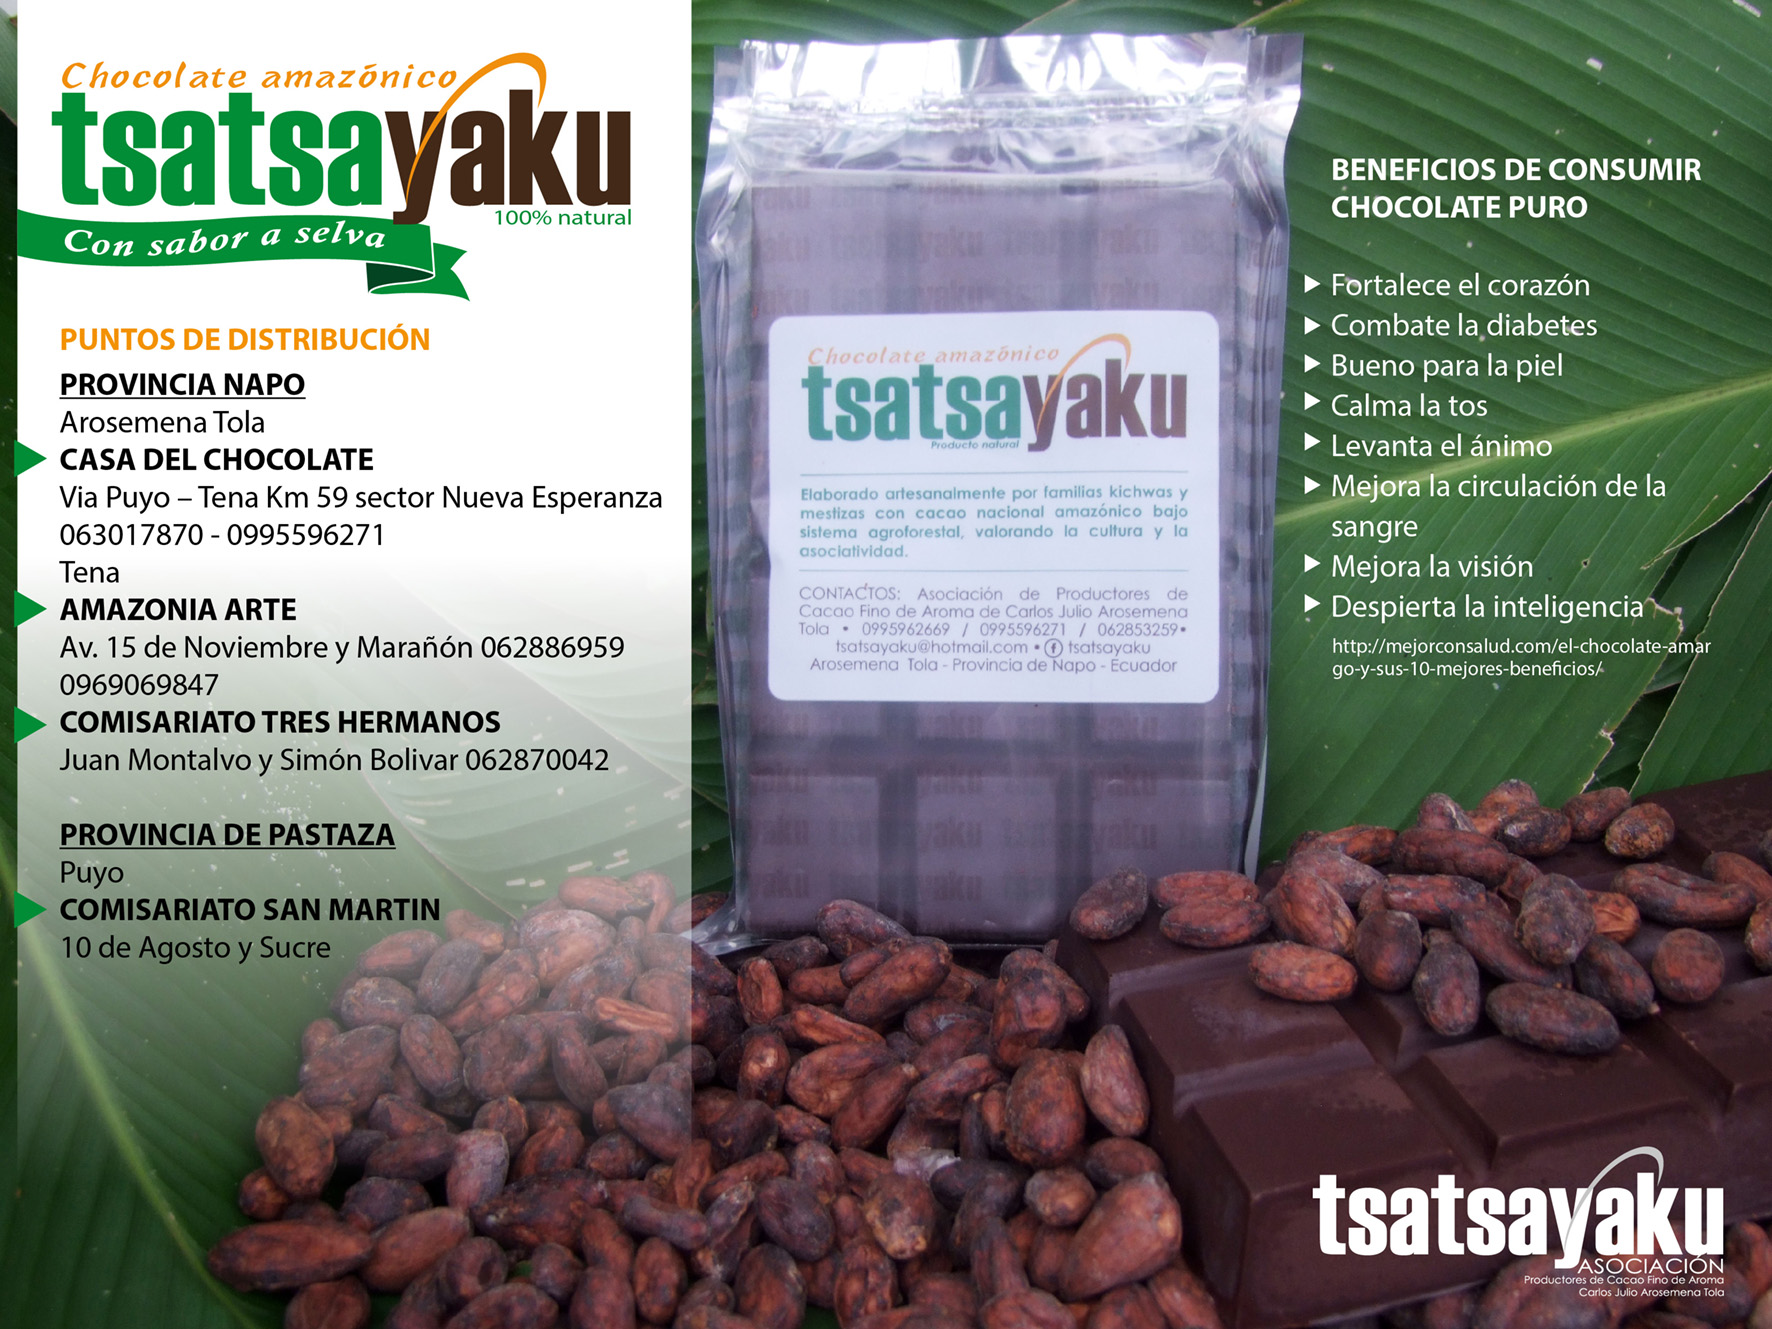 Chocolate amazónico
tsatsayaku
100% natural
Con sabor a selva
PUNTOS DE DISTRIBUCIÓN
PROVINCIA NAPO
Arosemena Tola
CASA DEL CHOCOLATE
Via Puyo – Tena Km 59 sector Nueva Esperanza
063017870 - 0995596271
Tena
AMAZONIA ARTE
Av. 15 de Noviembre y Marañón 062886959
0969069847
COMISARIATO TRES HERMANOS
Juan Montalvo y Simón Bolivar 062870042
PROVINCIA DE PASTAZA
Puyo
COMISARIATO SAN MARTIN
10 de Agosto y Sucre
Chocolate amazónico
tsatsayaku
Producto natural
Elaborado artesanalmente por familias kichwas y
mestizas con cacao nacional amazónico bajo
sistema agroforestal, valorando la cultura y la
asociatividad.
CONTACTOS: Asociación de Productores de
Cacao Fino de Aroma de Carlos Julio Arosemena
Tola • 0995962669 / 0995596271 / 062853259•
tsatsayaku@hotmail.com • f tsatsayaku
Arosemena Tola - Provincia de Napo - Ecuador
BENEFICIOS DE CONSUMIR
CHOCOLATE PURO
Fortalece el corazón
Combate la diabetes
Bueno para la piel
Calma la tos
Levanta el ánimo
Mejora la circulación de la
sangre
Mejora la visión
Despierta la inteligencia
http://mejorconsalud.com/el-chocolate-amar
go-y-sus-10-mejores-beneficios/
tsatsayaku
ASOCIACIÓN
Productores de Cacao Fino de Aroma
Carlos Julio Arosemena Tola